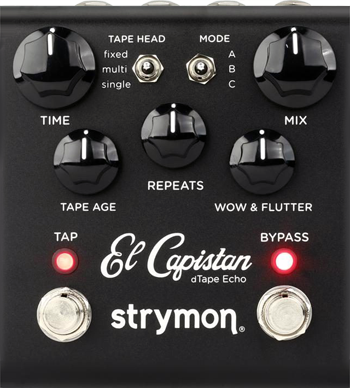 TAPE HEAD MODE
fixed A
multi B
single C
TIME MIX
TAPE AGE REPEATS WOW & FLUTTER
TAP BYPASS
El Capistan
dTape Echo
strymon®